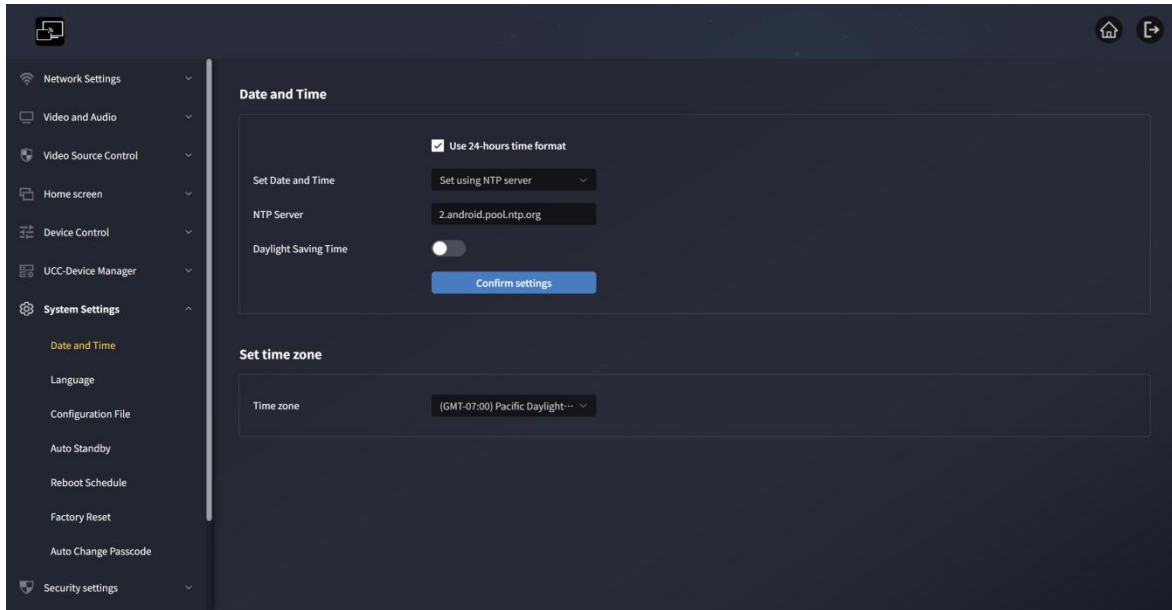 Network Settings
Video and Audio
Video Source Control
Home screen
Device Control
UCC-Device Manager
System Settings
Date and Time
Language
Configuration File
Auto Standby
Reboot Schedule
Factory Reset
Auto Change Passcode
Security settings
Date and Time
Use 24-hours time format
Set Date and Time Set using NTP server
NTP Server 2.android.pool.ntp.org
Daylight Saving Time
Confirm settings
Set time zone
Time zone (GMT-07:00) Pacific Daylight···